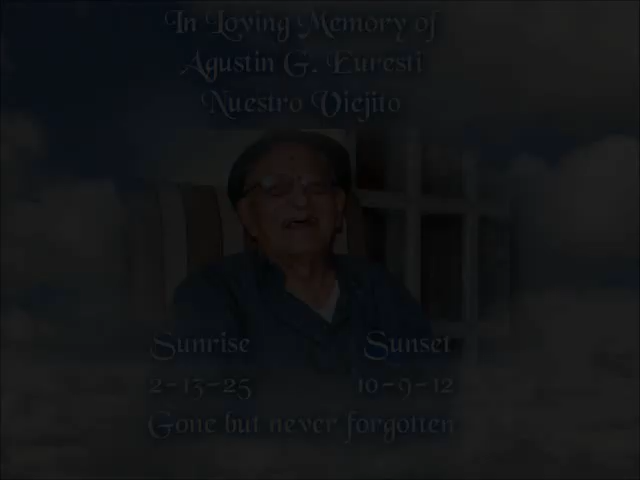 In Loving Memory of
Agustin G. Euresti
Nuestro Viejito
Sunrise Sunset
2-13-25 10-9-12
Gone but never forgotten